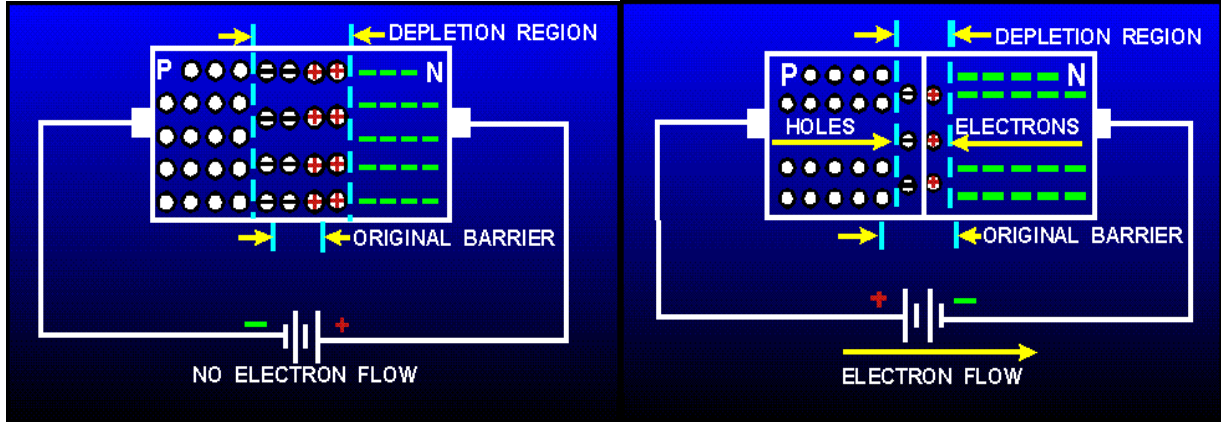 DEPLETION REGION
P
N
ORIGINAL BARRIER
− +
NO ELECTRON FLOW
DEPLETION REGION
P
N
HOLES
ELECTRONS
ORIGINAL BARRIER
+ −
ELECTRON FLOW